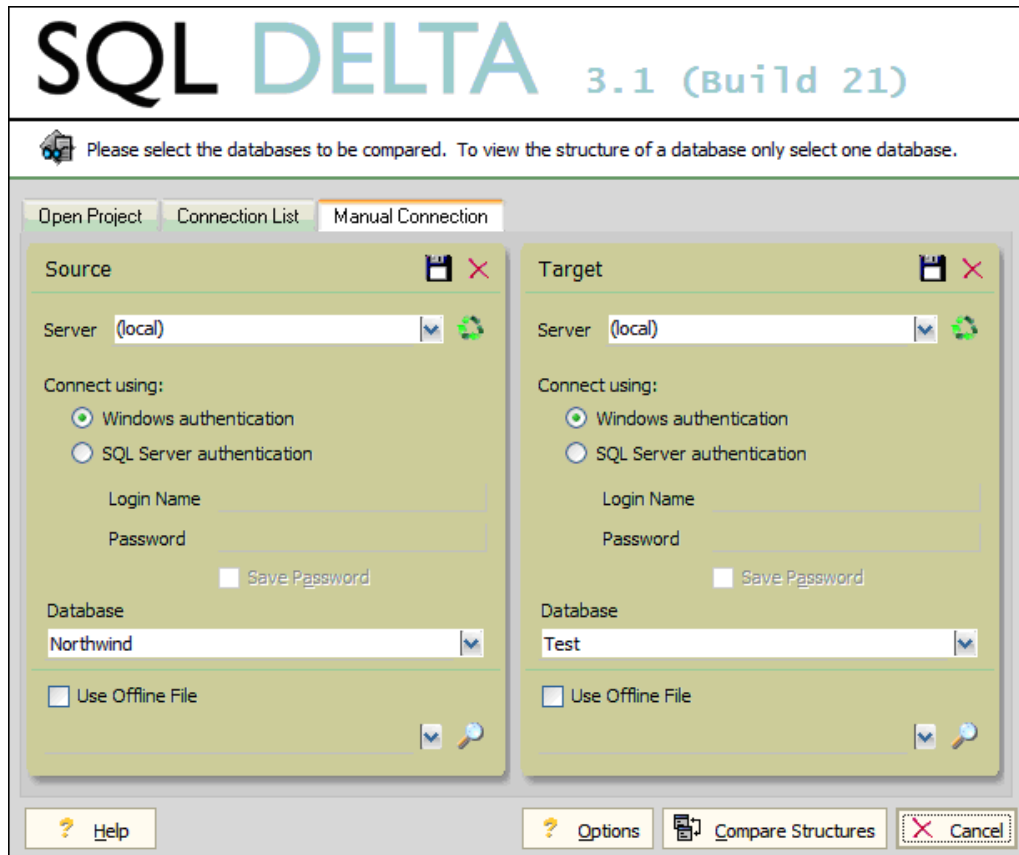 SQL DELTA 3.1 (Build 21)
Please select the databases to be compared. To view the structure of a database only select one database.
Open Project
Connection List
Manual Connection
Source
Server (local)
Connect using:
Windows authentication
SQL Server authentication
Login Name
Password
Save Password
Database
Northwind
Use Offline File
Target
Server (local)
Connect using:
Windows authentication
SQL Server authentication
Login Name
Password
Save Password
Database
Test
Use Offline File
? Help
? Options
Compare Structures
Cancel